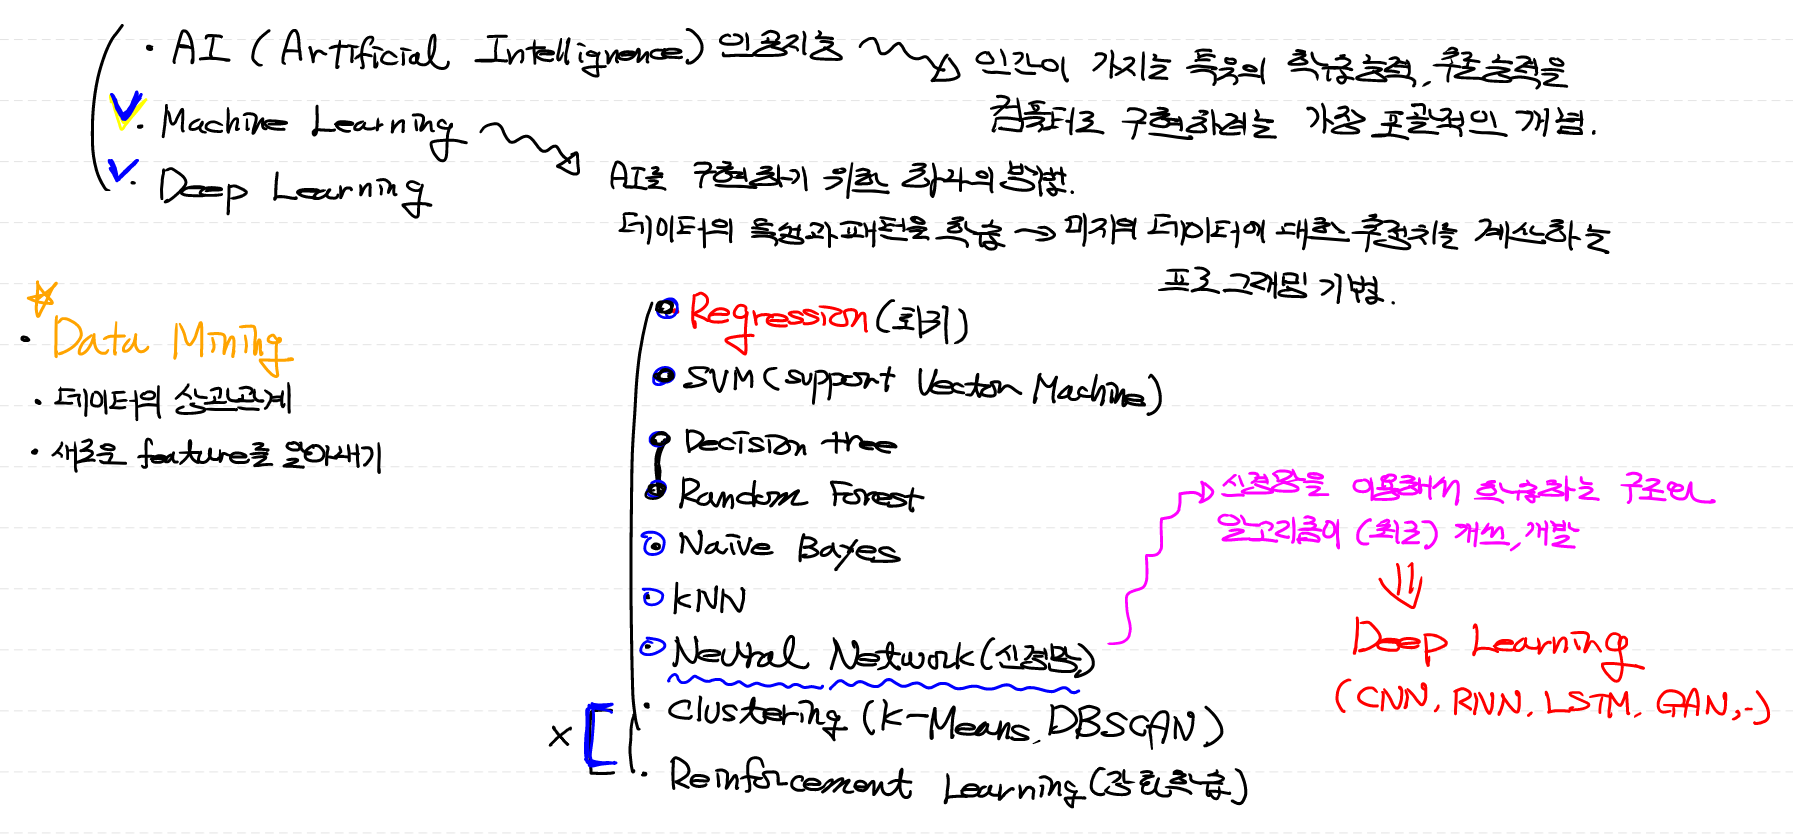 · AI (Artificial Intellignence) 인공지능
인간이 가지는 특유의 학습능력, 추론능력을
컴퓨터로 구현하려는 가장 포괄적인 개념.
· Machine Learning
· Deep Learning
AI를 구현하기 위한 하나의 방법.
데이터의 특성과 패턴을 학습 → 미지의 데이터에 대한 추정치를 계산하는
프로그래밍 기법.
· Data Mining
· 데이터의 상관관계
· 새로운 feature를 알아내기
Regression (회귀)
SVM (support Vector Machine)
Decision tree
Random Forest
Naive Bayes
KNN
Neural Network (신경망)
· Clustering (K-Means, DBSCAN)
× · Reinforcement Learning (강화학습)
신경망을 이용해서 학습하는 구조인
알고리즘이 (최근) 개선, 개발
⇓
Deep Learning
(CNN, RNN, LSTM, GAN, ..)